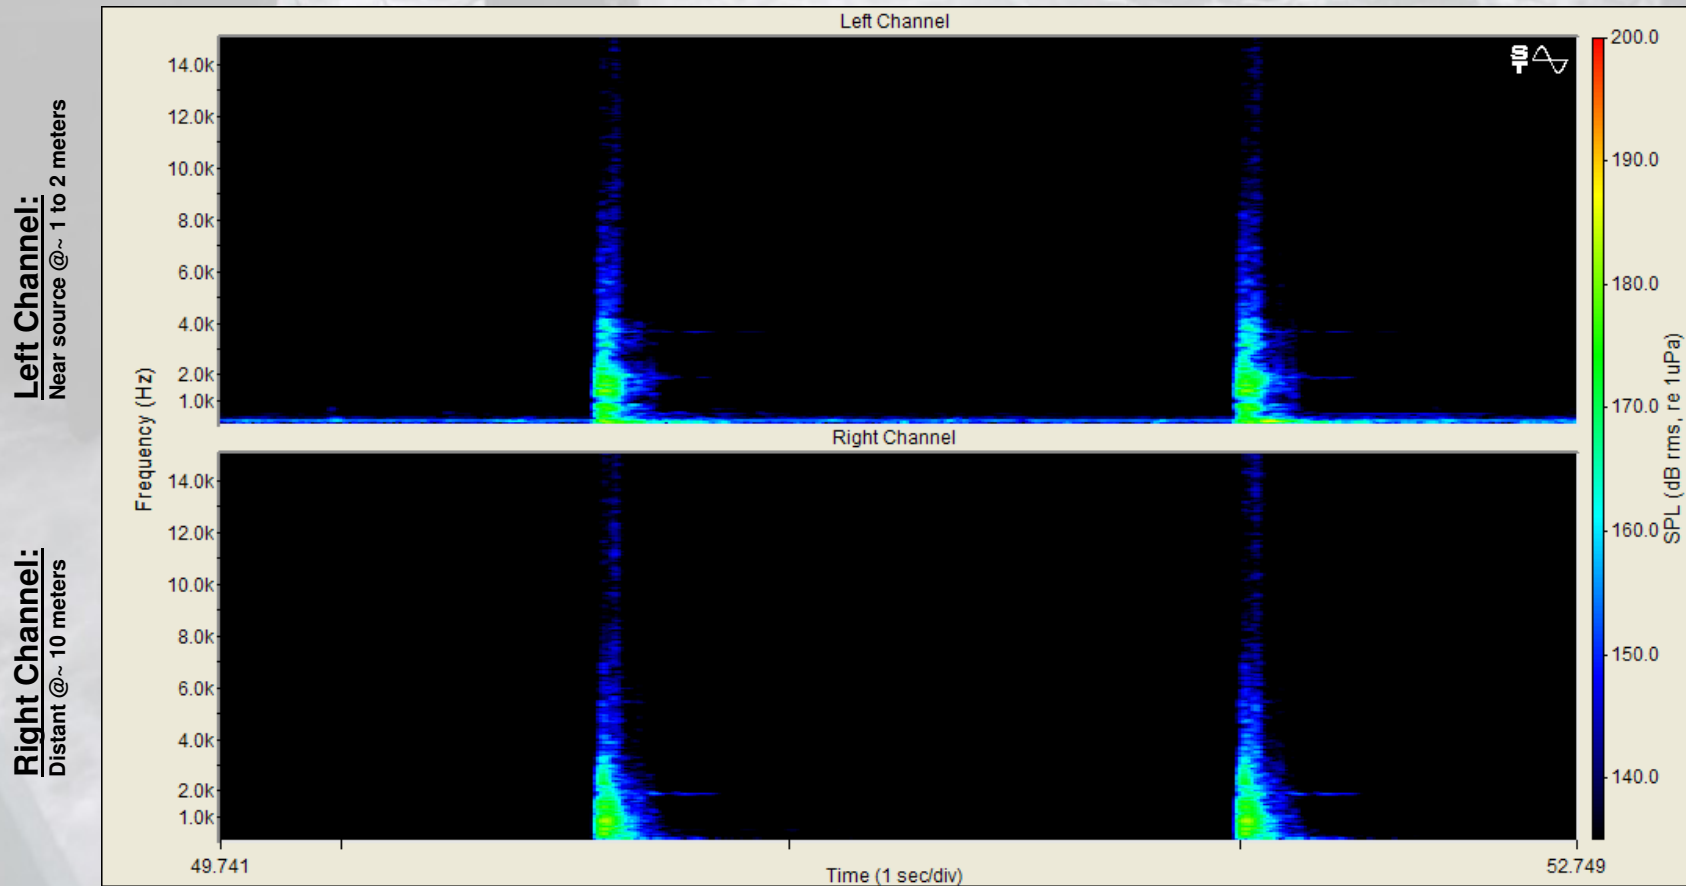 Left Channel:
Near source @~ 1 to 2 meters
Right Channel:
Distant @~ 10 meters
Left Channel
14.0k
12.0k
10.0k
8.0k
6.0k
4.0k
2.0k
1.0k
S
T
Right Channel
14.0k
12.0k
10.0k
8.0k
6.0k
4.0k
2.0k
1.0k
Frequency (Hz)
49.741
52.749
Time (1 sec/div)
200.0
190.0
180.0
170.0
160.0
150.0
140.0
SPL (dB rms, re 1uPa)